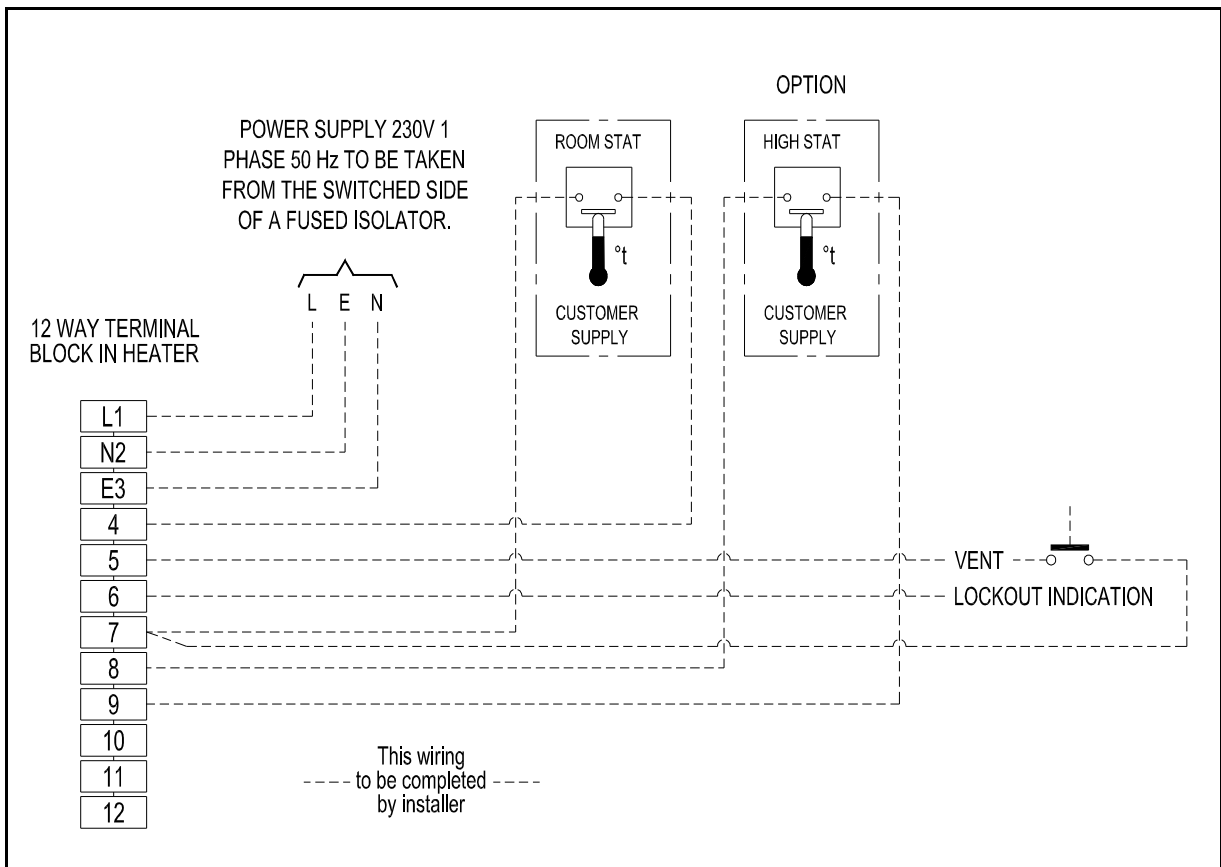 OPTION
POWER SUPPLY 230V 1
PHASE 50 Hz TO BE TAKEN
FROM THE SWITCHED SIDE
OF A FUSED ISOLATOR.
ROOM STAT
HIGH STAT
°t
°t
CUSTOMER
SUPPLY
CUSTOMER
SUPPLY
L E N
12 WAY TERMINAL
BLOCK IN HEATER
L1
N2
E3
4
5
6
7
8
9
10
11
12
VENT
LOCKOUT INDICATION
This wiring
to be completed
by installer